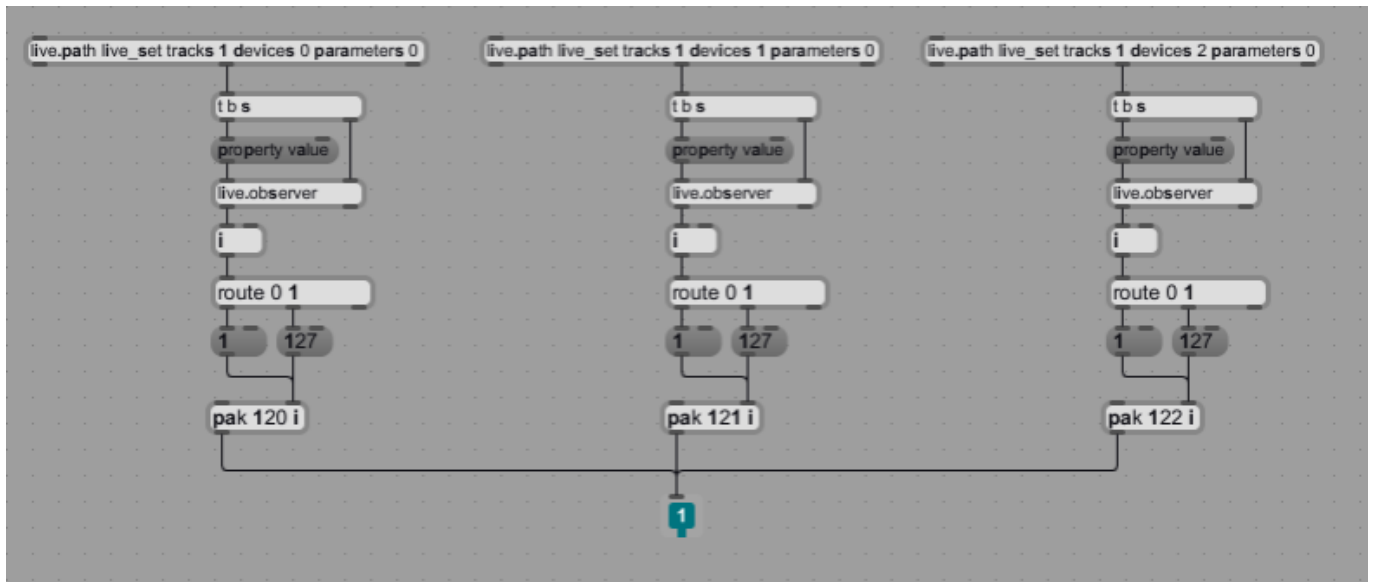 live.path live_set tracks 1 devices 0 parameters 0
live.path live_set tracks 1 devices 1 parameters 0
live.path live_set tracks 1 devices 2 parameters 0
t b s
t b s
t b s
property value
property value
property value
live.observer
live.observer
live.observer
i
i
i
route 0 1
route 0 1
route 0 1
1
127
1
127
1
127
pak 120 i
pak 121 i
pak 122 i
1